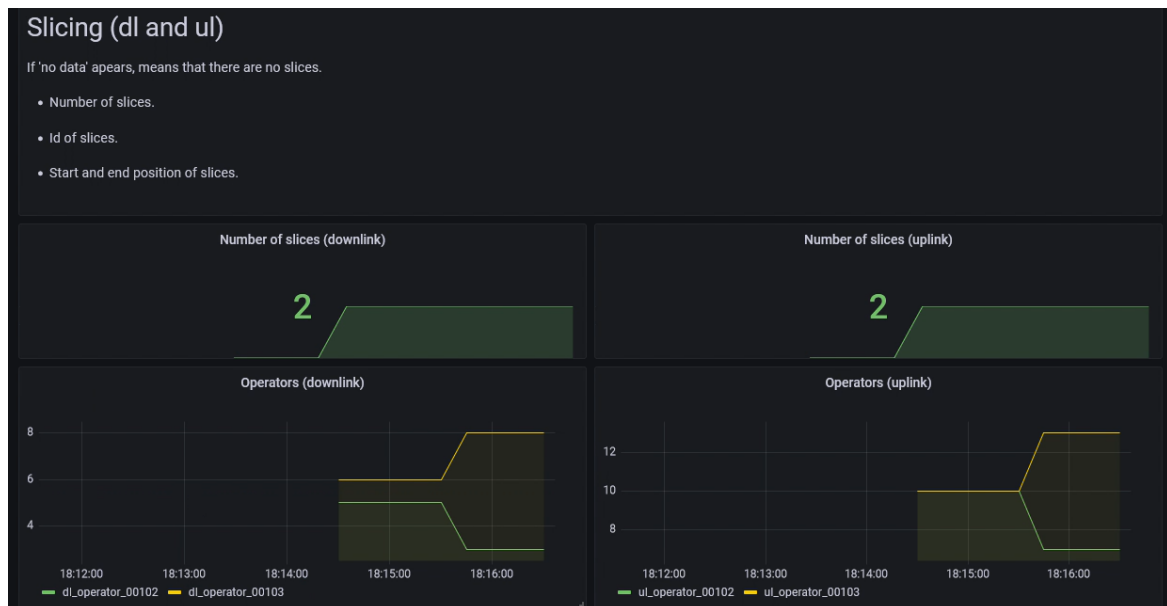 Slicing (dl and ul)
If 'no data' apears, means that there are no slices.
• Number of slices.
• Id of slices.
• Start and end position of slices.
Number of slices (downlink)
2
Number of slices (uplink)
2
Operators (downlink)
8
6
4
18:12:00 18:13:00 18:14:00 18:15:00 18:16:00
dl_operator_00102 dl_operator_00103
Operators (uplink)
12
10
8
18:12:00 18:13:00 18:14:00 18:15:00 18:16:00
ul_operator_00102 ul_operator_00103